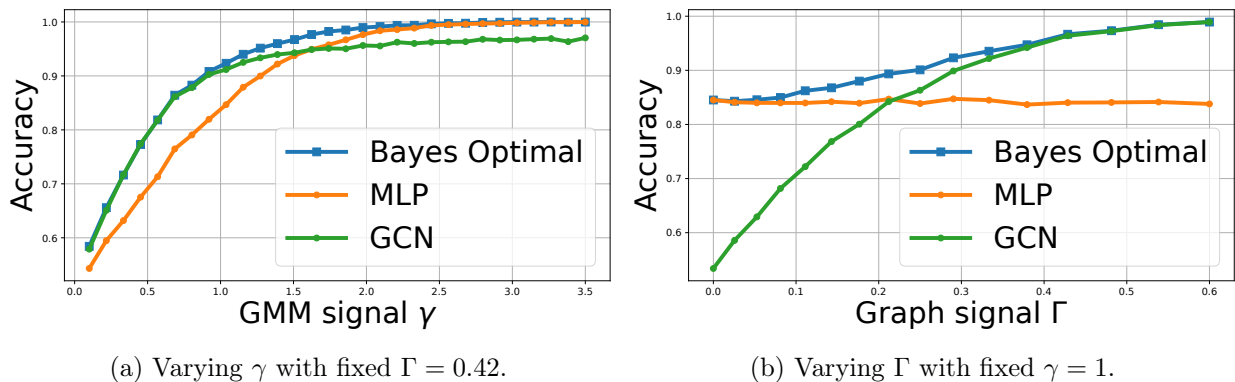 1.0
0.9
0.8
0.7
0.6
Accuracy
Bayes Optimal
MLP
GCN
0.0 0.5 1.0 1.5 2.0 2.5 3.0 3.5
GMM signal γ
(a) Varying γ with fixed Γ = 0.42.
1.0
0.9
0.8
0.7
0.6
Accuracy
Bayes Optimal
MLP
GCN
0.0 0.1 0.2 0.3 0.4 0.5 0.6
Graph signal Γ
(b) Varying Γ with fixed γ = 1.